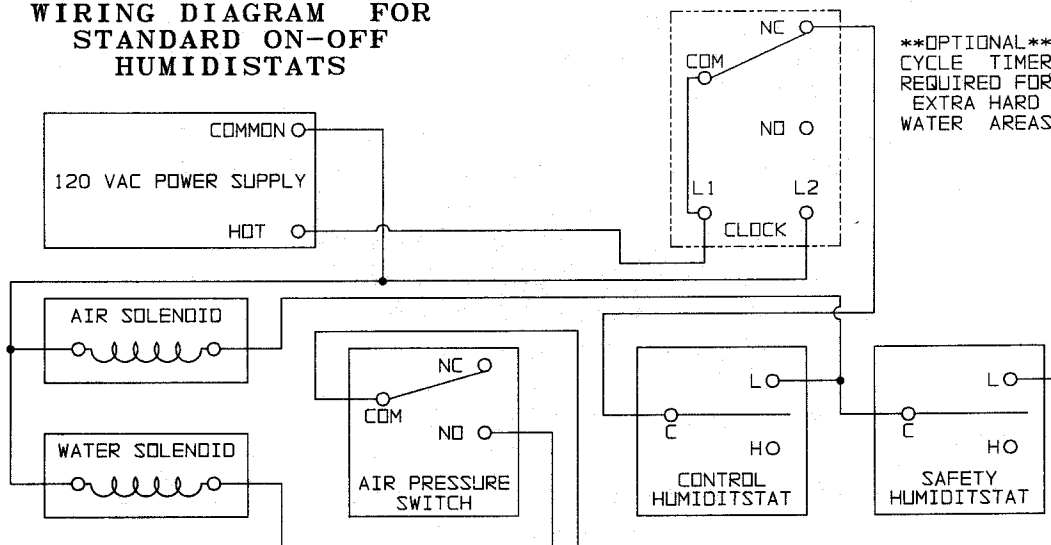 WIRING DIAGRAM FOR
STANDARD ON-OFF
HUMIDISTATS
NC
COM
NO
L1
L2
CLOCK
**OPTIONAL**
CYCLE TIMER
REQUIRED FOR
EXTRA HARD
WATER AREAS
COMMON
120 VAC POWER SUPPLY
HOT
AIR SOLENOID
WATER SOLENOID
NC
COM
NO
AIR PRESSURE
SWITCH
L
C
H
CONTROL
HUMIDITSTAT
L
C
H
SAFETY
HUMIDITSTAT